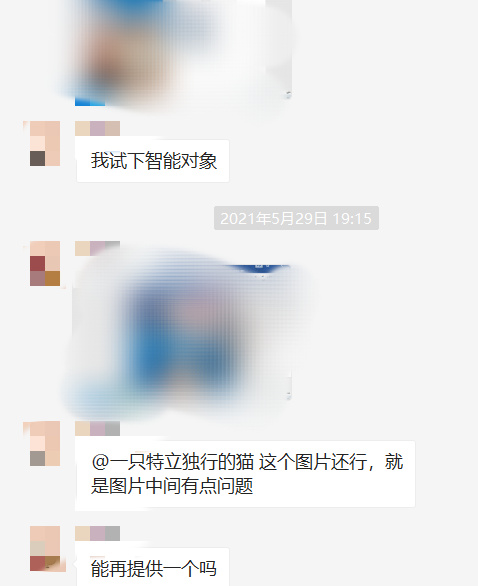 我试下智能对象
2021年5月29日 19:15
@一只特立独行的猫 这个图片还行，就
是图片中间有点问题
能再提供一个吗